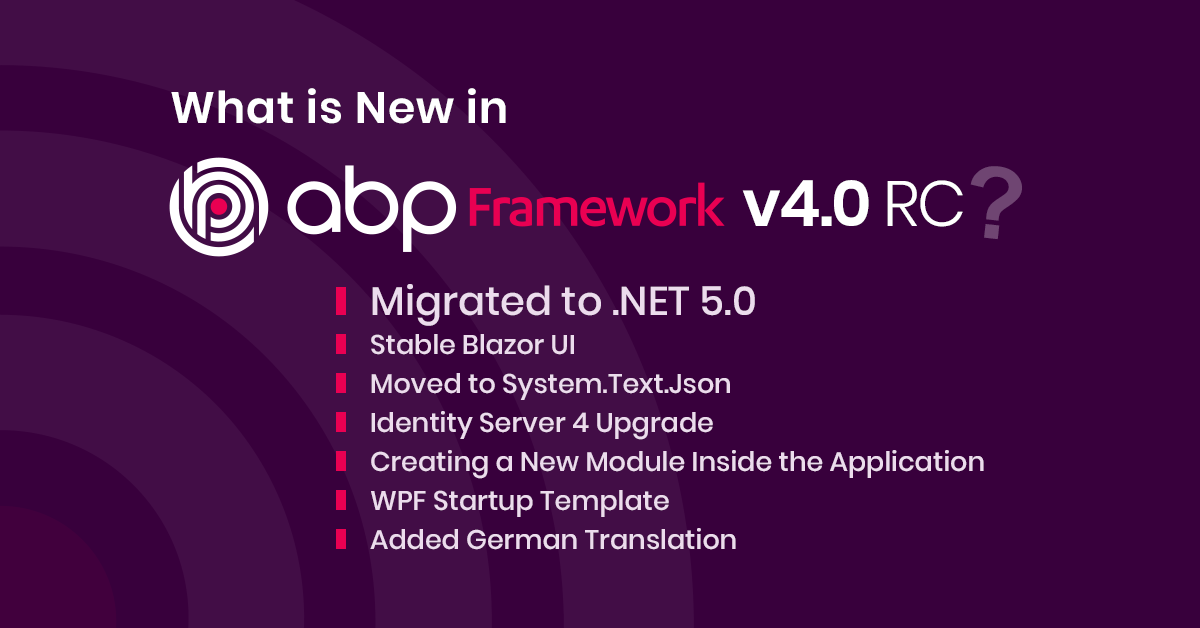 What is New in
abp Framework v4.0 RC?
Migrated to .NET 5.0
Stable Blazor UI
Moved to System.Text.Json
Identity Server 4 Upgrade
Creating a New Module Inside the Application
WPF Startup Template
Added German Translation